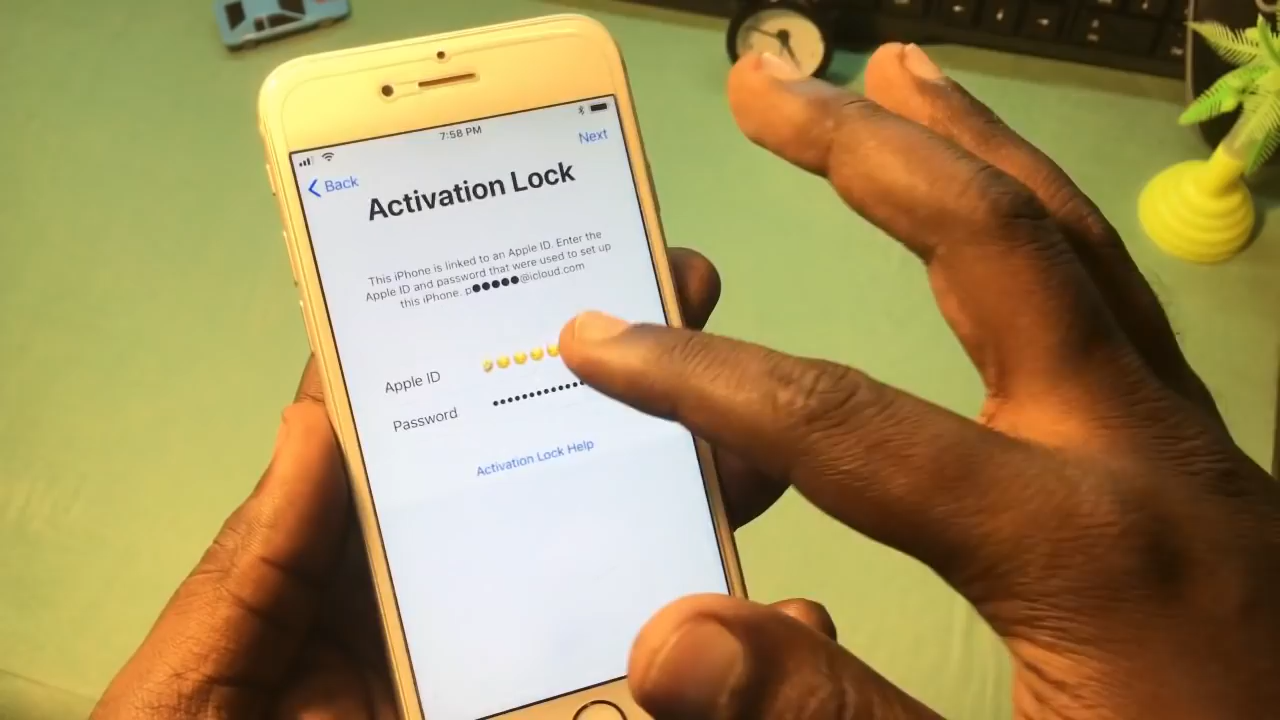 7:58 PM
Back
Next
Activation Lock
This iPhone is linked to an Apple ID. Enter the
Apple ID and password that were used to set up
this iPhone. p●●●●●@icloud.com
Apple ID
Password
Activation Lock Help